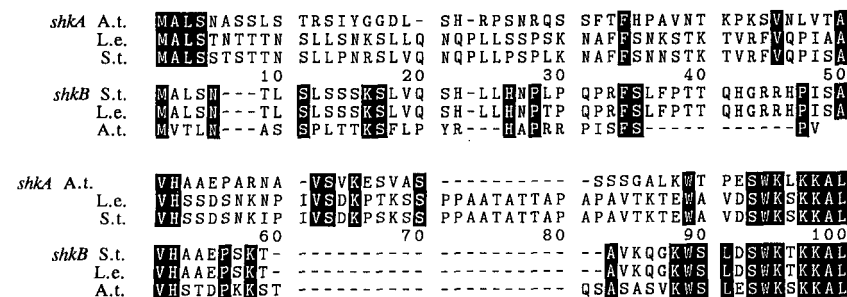 shkA A.t. MALSNASSLS TRSIYGGDL- SH-RPSNRQS SFTFHPAVNT KPKSVNLVTA
L.e. MALSTNTTTN SLLSNKSLLQ NQPLLSSPSK NAFFSNKSTK TVRFVQPIAA
S.t. MALSSTSTTN SLLPNRSLVQ NQPLLPSPLK NAFFSNNSTK TVRFVQPISA
10 20 30 40 50
shkB S.t. MALSN---TL SLSSSKSLVQ SH-LLHNPLP QPRFSLFPTT QHGRRHPISA
L.e. MALSN---TL SLSSSKSLVQ SH-LLHNPTP QPRFSLFPTT QHGRRHPISA
A.t. MVTLN---AS SPLTTKSFLP YR---HAPRR PISFS------ ------PV
shkA A.t. VHAAEPARNA -VSVKESVAS ---------- SSSGALKWT PESWKLKKAL
L.e. VHSSDSNKNP IVSDKPTKSS PPAATATTAP APAVTKTEWA VDSWKSKKAL
S.t. VHSSDSNKIP IVSDKPSKSS PPAATATTAP APAVTKTEWA VDSWKSKKAL
60 70 80 90 100
shkB S.t. VHAAEPSKT- ---------- ---------- --AVKQGKWS LDSWKTKKAL
L.e. VHAAEPSKT- ---------- ---------- --AVKQGKWS LESWKTKKAL
A.t. VHSTDPKKST ---------- ---------- QSASASVKWS LESWKSKKAL